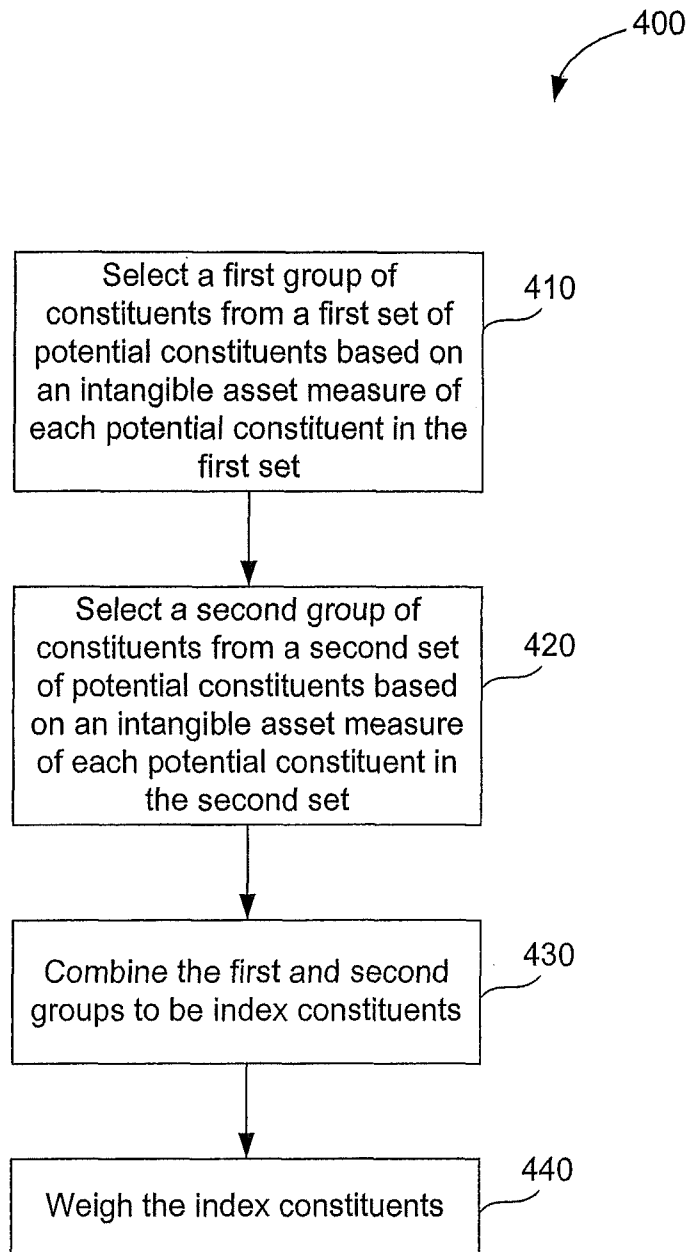 400
Select a first group of
constituents from a first set of
potential constituents based on
an intangible asset measure of
each potential constituent in the
first set
410
Select a second group of
constituents from a second set
of potential constituents based
on an intangible asset measure
of each potential constituent in
the second set
420
Combine the first and second
groups to be index constituents
430
Weigh the index constituents
440